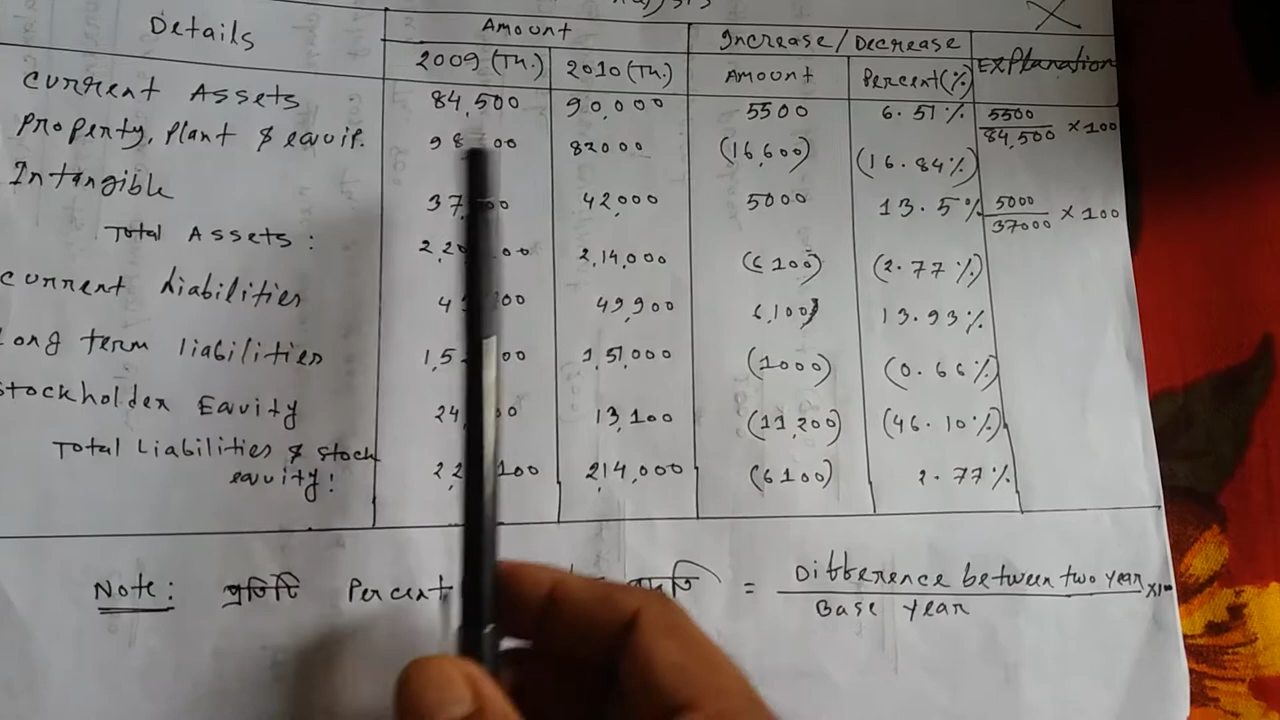 Details Amount Increase/Decrease Explanation
2009 (Th.) 2010 (Th.) Amount Percent (%)
Current Assets 84,500 90,000 5500 6.51% 5500/84,500 × 100
Property, Plant & equip. 82000 (16,600) (16.84%)
Intangible 42,000 5000 13.5% 5000/37000 × 100
Total Assets: 2,14,000 (6100) (2.77%)
Current Liabilities 49,900 6,100 13.93%
Long term liabilities 1,51,000 (1000) (0.66%)
Stockholder Equity 13,100 (11,200) (46.10%)
Total Liabilities & stock equity: 214,000 (6100) 2.77%
Note: প্রতিটি Percent = Difference between two year/Base year ×100